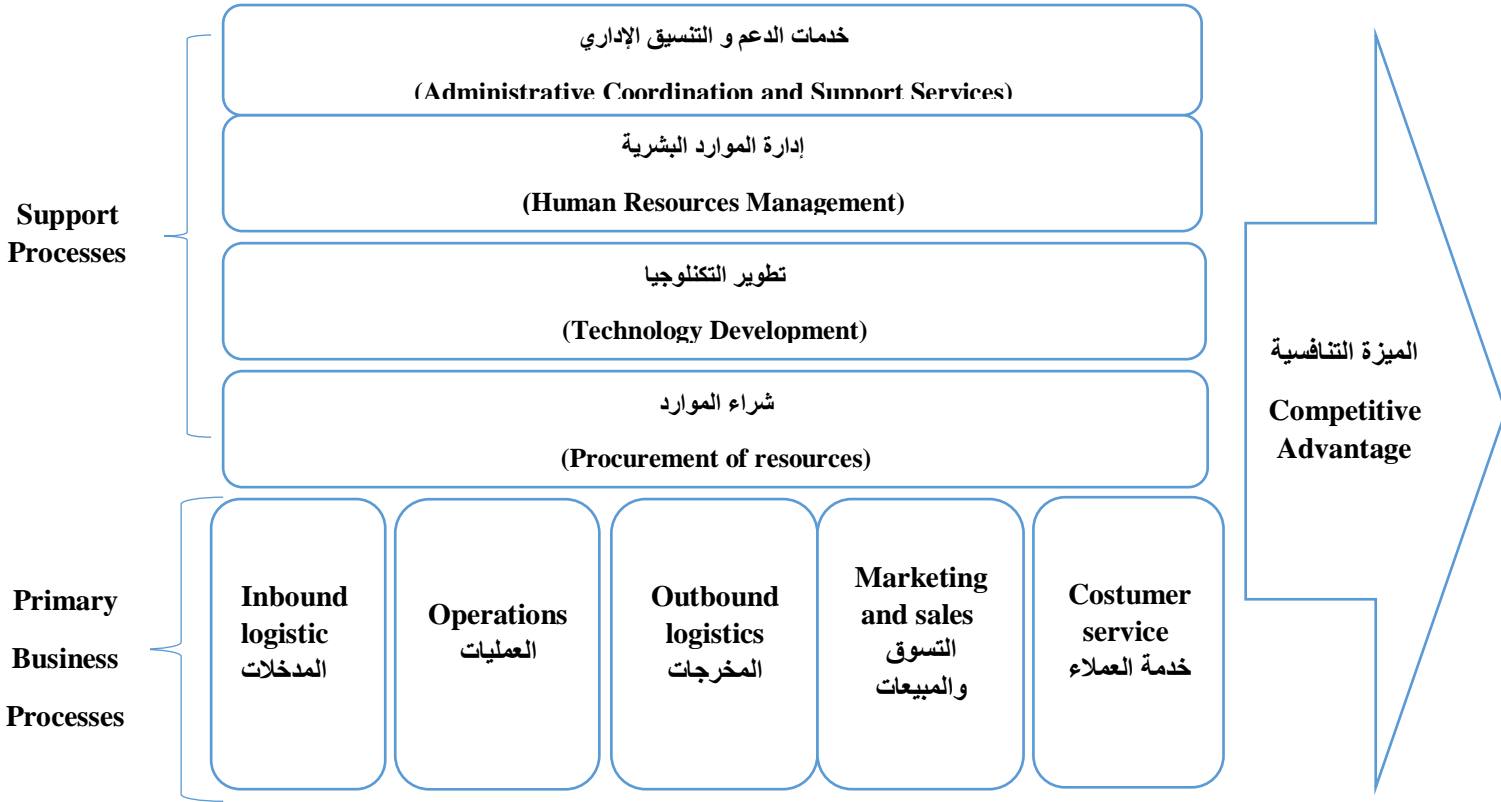 خدمات الدعم و التنسيق الإداري
(Administrative Coordination and Support Services)
إدارة الموارد البشرية
(Human Resources Management)
Support
Processes
تطوير التكنلوجيا
(Technology Development)
شراء الموارد
(Procurement of resources)
الميزة التنافسية
Competitive
Advantage
Primary
Business
Processes
Inbound
logistic
المدخلات
Operations
العمليات
Outbound
logistics
المخرجات
Marketing
and sales
التسوق
والمبيعات
Costumer
service
خدمة العملاء